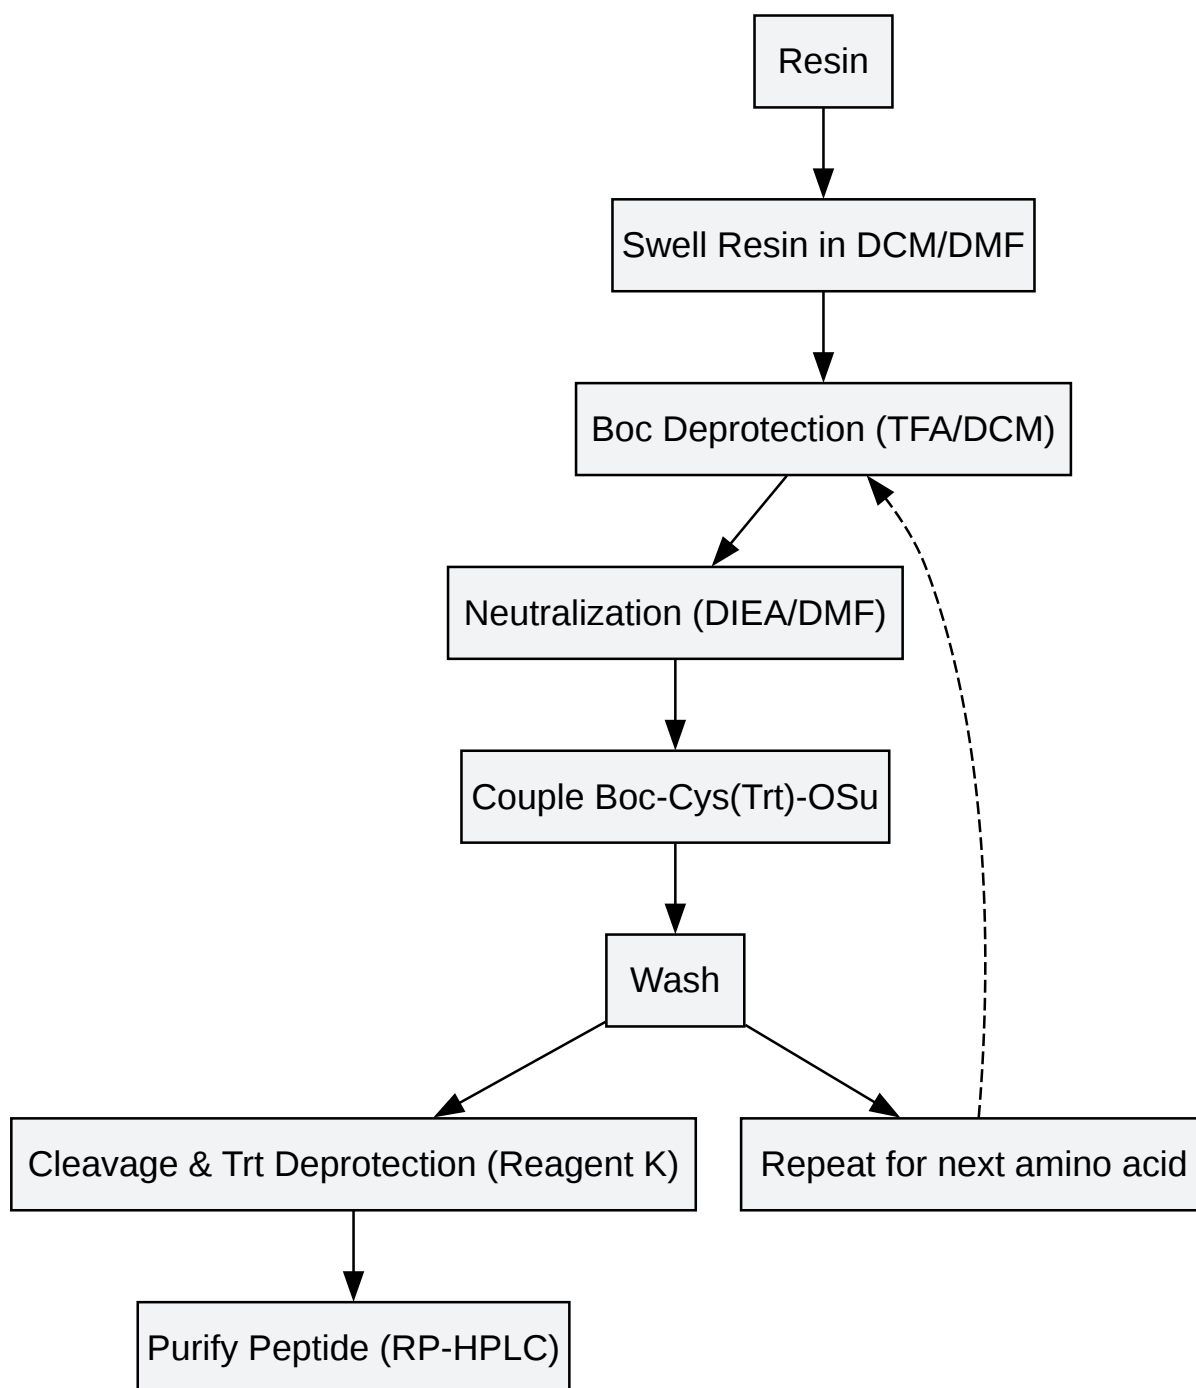 Resin
Swell Resin in DCM/DMF
Boc Deprotection (TFA/DCM)
Neutralization (DIEA/DMF)
Couple Boc-Cys(Trt)-OSu
Wash
Cleavage & Trt Deprotection (Reagent K)
Repeat for next amino acid
Purify Peptide (RP-HPLC)